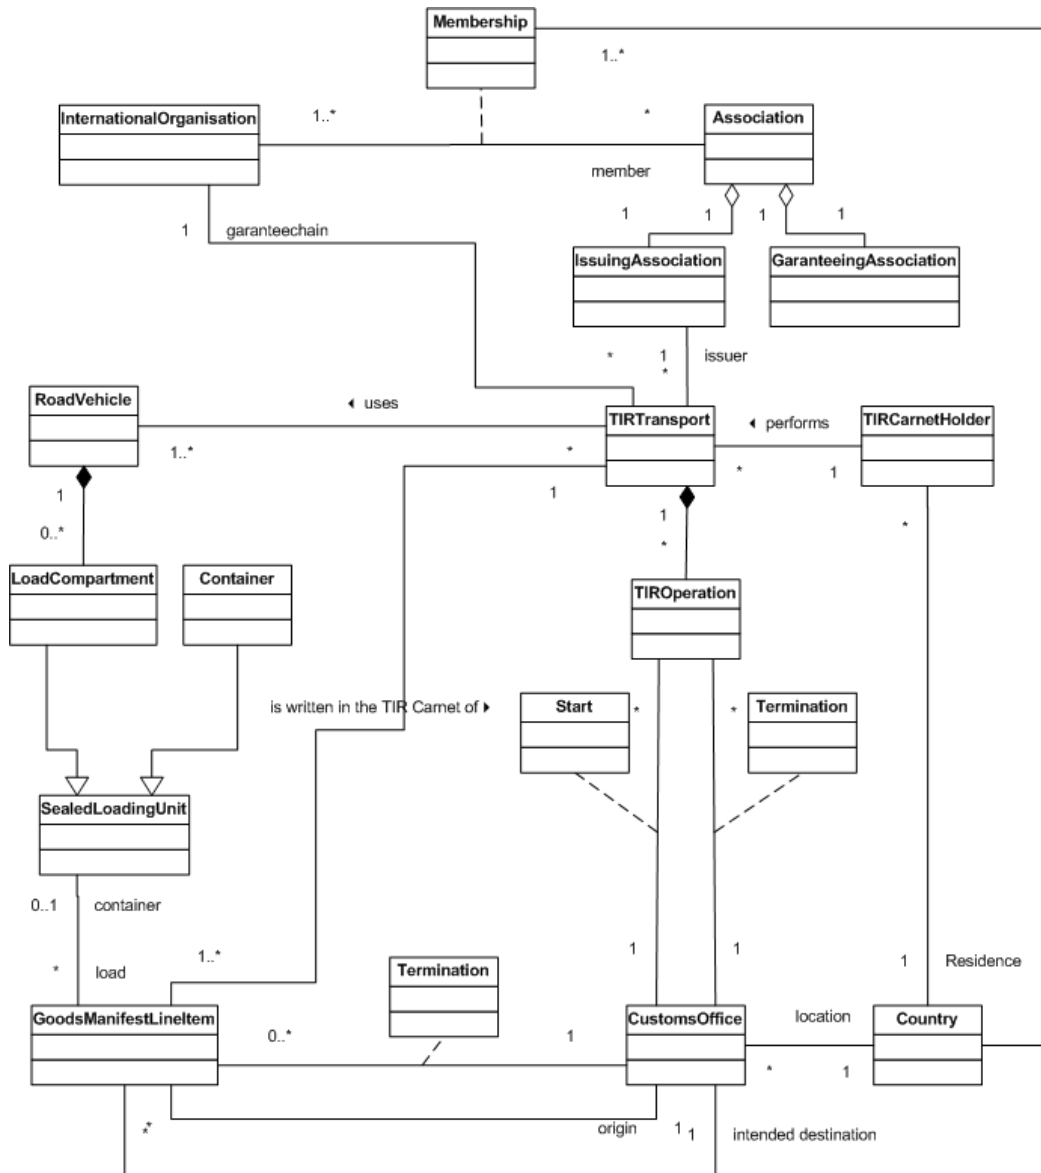 Membership
1..*
InternationalOrganisation
1..*
*
Association
member
1
garanteechain
1
1
1
1
IssuingAssociation
GaranteeingAssociation
*
1
issuer
*
RoadVehicle
◄ uses
TIRTransport
◄ performs
TIRCarnetHolder
1..*
*
1
*
1
1
1
*
0..*
*
LoadCompartment
Container
TIROperation
is written in the TIR Carnet of ►
Start
*
*
Termination
SealedLoadingUnit
0..1
container
1..*
1
1
1
Residence
*
load
Termination
GoodsManifestLineItem
0..*
1
CustomsOffice
location
Country
*
1
**
origin
1
1
intended destination